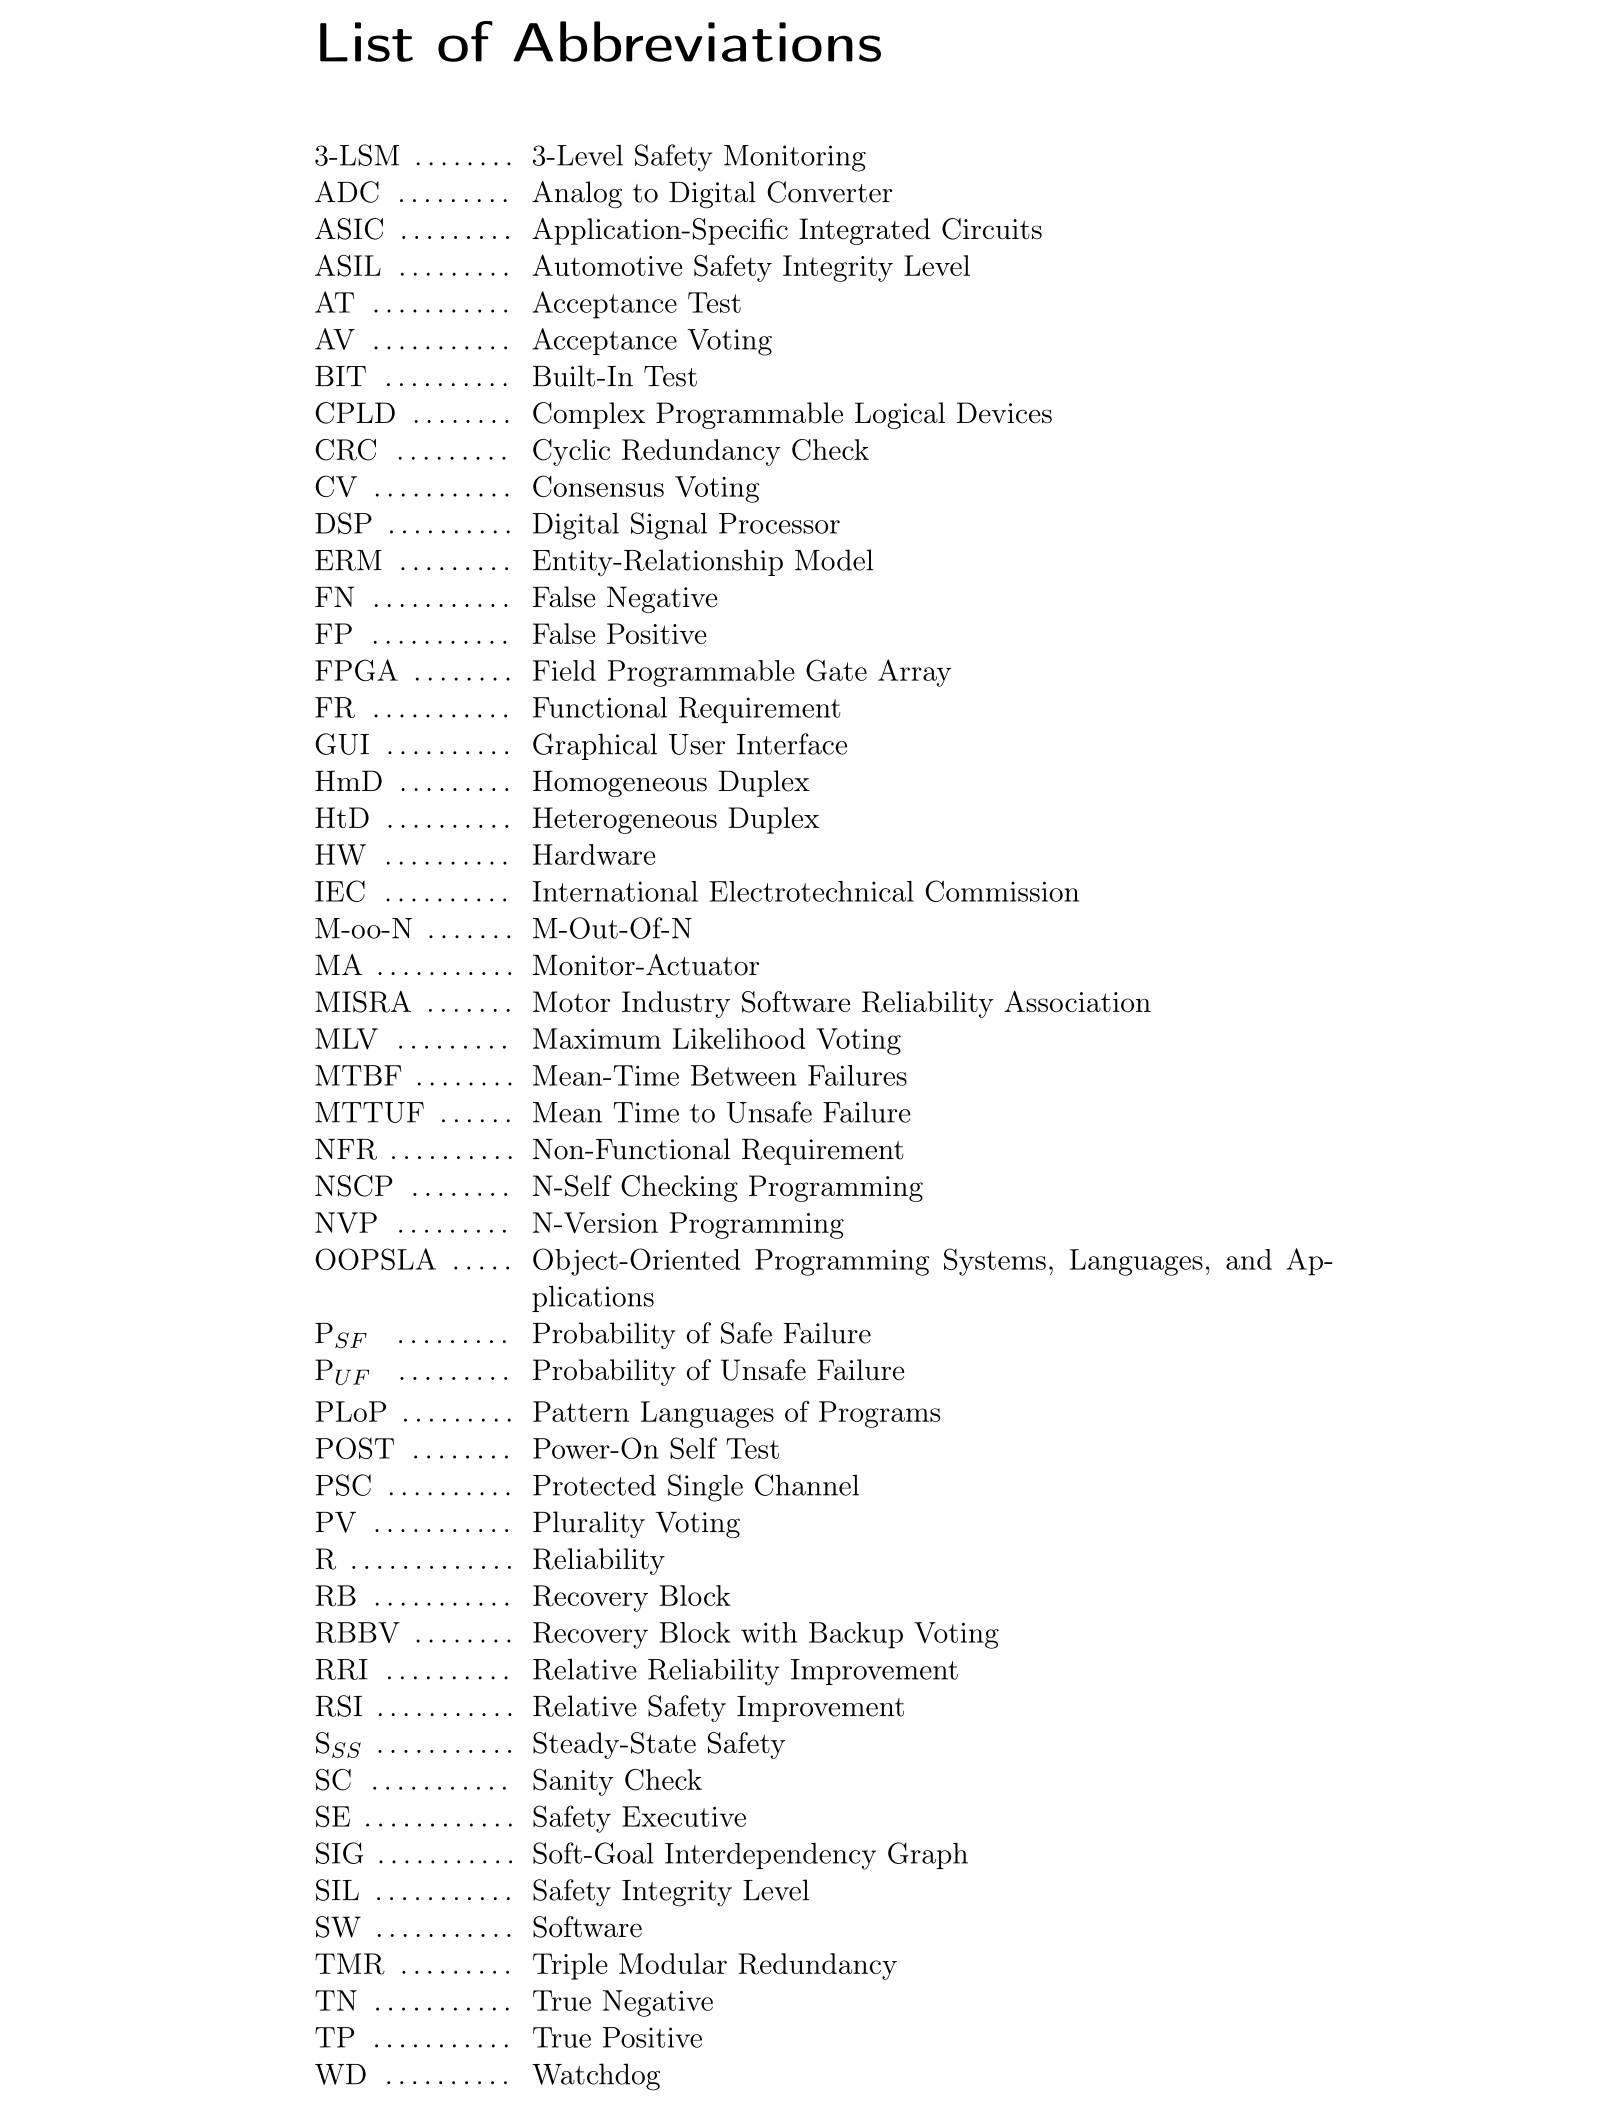 List of Abbreviations
3-LSM ........ 3-Level Safety Monitoring
ADC ......... Analog to Digital Converter
ASIC ......... Application-Specific Integrated Circuits
ASIL ......... Automotive Safety Integrity Level
AT ........... Acceptance Test
AV ........... Acceptance Voting
BIT .......... Built-In Test
CPLD ........ Complex Programmable Logical Devices
CRC ......... Cyclic Redundancy Check
CV ........... Consensus Voting
DSP .......... Digital Signal Processor
ERM ......... Entity-Relationship Model
FN ........... False Negative
FP ........... False Positive
FPGA ........ Field Programmable Gate Array
FR ........... Functional Requirement
GUI .......... Graphical User Interface
HmD ......... Homogeneous Duplex
HtD .......... Heterogeneous Duplex
HW .......... Hardware
IEC .......... International Electrotechnical Commission
M-oo-N ....... M-Out-Of-N
MA ........... Monitor-Actuator
MISRA ....... Motor Industry Software Reliability Association
MLV ......... Maximum Likelihood Voting
MTBF ........ Mean-Time Between Failures
MTTUF ...... Mean Time to Unsafe Failure
NFR .......... Non-Functional Requirement
NSCP ........ N-Self Checking Programming
NVP ......... N-Version Programming
OOPSLA ..... Object-Oriented Programming Systems, Languages, and Ap-
plications
P_SF ......... Probability of Safe Failure
P_UF ......... Probability of Unsafe Failure
PLoP ......... Pattern Languages of Programs
POST ........ Power-On Self Test
PSC .......... Protected Single Channel
PV ........... Plurality Voting
R ............. Reliability
RB ........... Recovery Block
RBBV ........ Recovery Block with Backup Voting
RRI .......... Relative Reliability Improvement
RSI ........... Relative Safety Improvement
S_SS ........... Steady-State Safety
SC ........... Sanity Check
SE ............ Safety Executive
SIG ........... Soft-Goal Interdependency Graph
SIL ........... Safety Integrity Level
SW ........... Software
TMR ......... Triple Modular Redundancy
TN ........... True Negative
TP ........... True Positive
WD .......... Watchdog